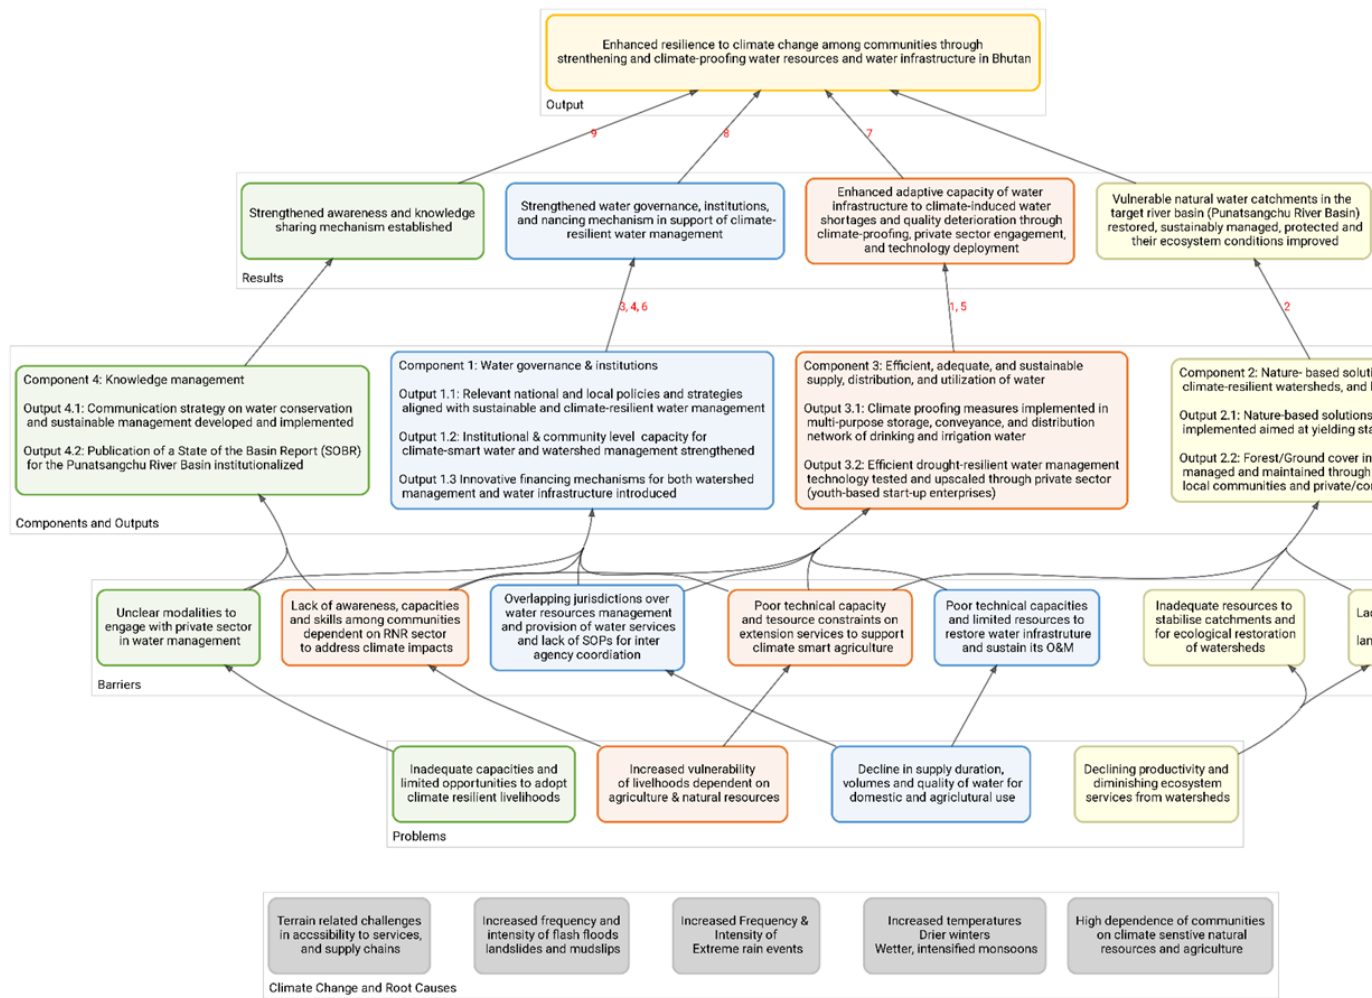 Enhanced resilience to climate change among communities through
strenthening and climate-proofing water resources and water infrastructure in Bhutan
Output
9
8
7
Strengthened awareness and knowledge
sharing mechanism established
Strengthened water governance, institutions,
and nancing mechanism in support of climate-
resilient water management
Enhanced adaptive capacity of water
infrastructure to climate-induced water
shortages and quality deterioration through
climate-proofing, private sector engagement,
and technology deployment
Vulnerable natural water catchments in the
target river basin (Punatsangchu River Basin)
restored, sustainably managed, protected and
their ecosystem conditions improved
Results
3, 4, 6
1, 5
2
Component 4: Knowledge management
Output 4.1: Communication strategy on water conservation
and sustainable management developed and implemented
Output 4.2: Publication of a State of the Basin Report (SOBR)
for the Punatsangchu River Basin institutionalized
Component 1: Water governance & institutions
Output 1.1: Relevant national and local policies and strategies
aligned with sustainable and climate-resilient water management
Output 1.2: Institutional & community level capacity for
climate-smart water and watershed management strengthened
Output 1.3 Innovative financing mechanisms for both watershed
management and water infrastructure introduced
Component 3: Efficient, adequate, and sustainable
supply, distribution, and utilization of water
Output 3.1: Climate proofing measures implemented in
multi-purpose storage, conveyance, and distribution
network of drinking and irrigation water
Output 3.2: Efficient drought-resilient water management
technology tested and upscaled through private sector
(youth-based start-up enterprises)
Component 2: Nature- based soluti
climate-resilient watersheds, and
Output 2.1: Nature-based solutions
implemented aimed at yielding sta
Output 2.2: Forest/Ground cover in
managed and maintained through
local communities and private/co
Components and Outputs
Unclear modalities to
engage with private sector
in water management
Lack of awareness, capacities
and skills among communities
dependent on RNR sector
to address climate impacts
Overlapping jurisdictions over
water resources management
and provision of water services
and lack of SOPs for inter
agency coordiation
Poor technical capacity
and tesource constraints on
extension services to support
climate smart agriculture
Poor technical capacities
and limited resources to
restore water infrastruture
and sustain its O&M
Inadequate resources to
stabilise catchments and
for ecological restoration
of watersheds
Lac
lan
Barriers
Inadequate capacities and
limited opportunities to adopt
climate resilient livelihoods
Increased vulnerability
of livelhoods dependent on
agriculture & natural resources
Decline in supply duration,
volumes and quality of water for
domestic and agriclutural use
Declining productivity and
diminishing ecosystem
services from watersheds
Problems
Terrain related challenges
in accssibility to services,
and supply chains
Increased frequency and
intensity of flash floods
landslides and mudslips
Increased Frequency &
Intensity of
Extreme rain events
Increased temperatures
Drier winters
Wetter, intensified monsoons
High dependence of communities
on climate senstive natural
resources and agriculture
Climate Change and Root Causes